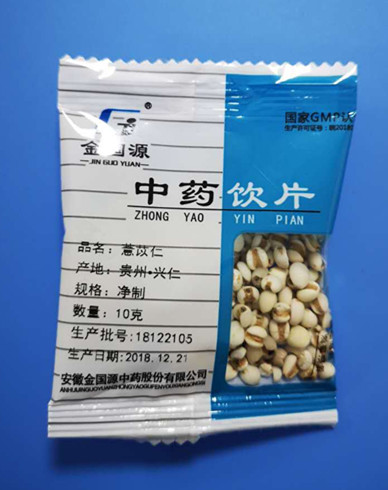 ®
金国源
JIN GUO YUAN
国家GMP认
中药饮片
ZHONG YAO YIN PIAN
品名：薏苡仁
产地：贵州·兴仁
规格：净制
数量：10克
生产批号：18122105
生产日期：2018.12.21
安徽金国源中药股份有限公司